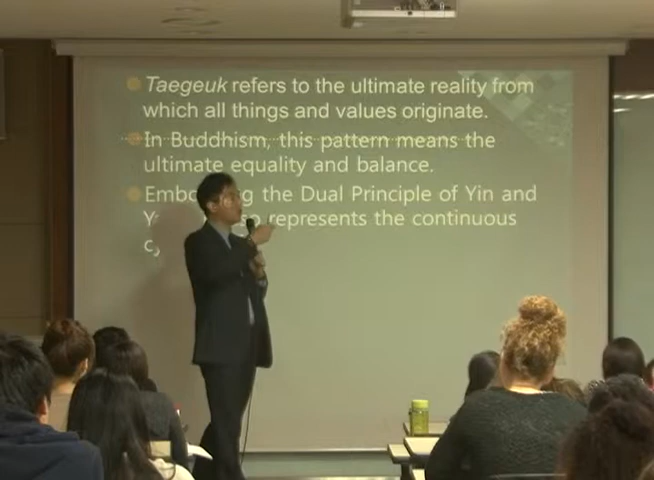 Taegeuk refers to the ultimate reality from
which all things and values originate.
In Buddhism, this pattern means the
ultimate equality and balance.
the Dual Principle of Yin and
represents the continuous